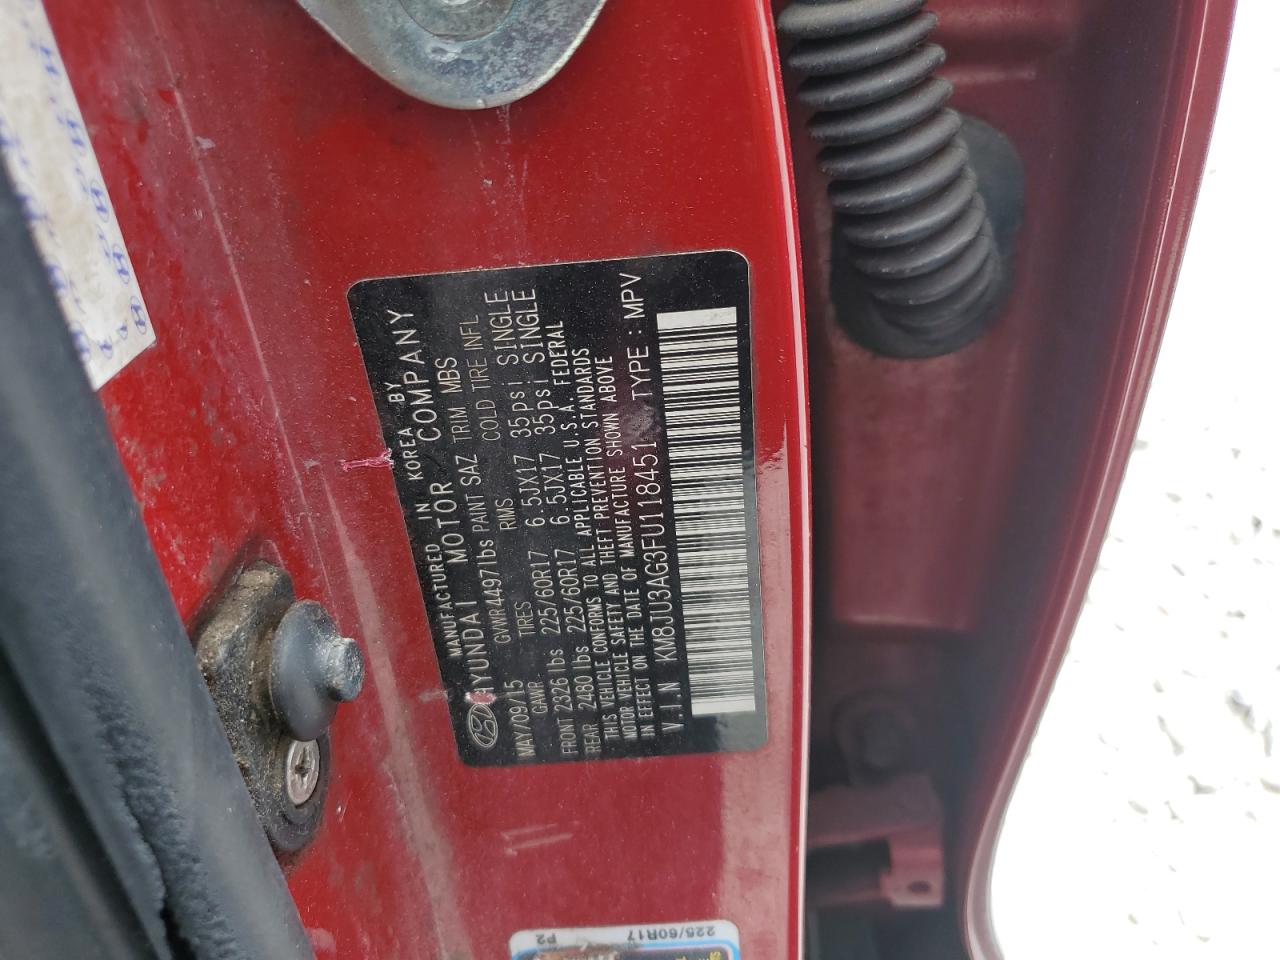 MANUFACTURED IN KOREA BY
HYUNDAI MOTOR COMPANY
MAY/09/15 GVWR 4497lbs PAINT SAZ TRIM MBS
GAWR TIRES RIMS COLD TIRE INFL
FRONT 2326 lbs 225/60R17 6.5JX17 35psi SINGLE
REAR 2480 lbs 225/60R17 6.5JX17 35psi SINGLE
THIS VEHICLE CONFORMS TO ALL APPLICABLE U.S.A. FEDERAL
MOTOR VEHICLE SAFETY AND THEFT PREVENTION STANDARDS
IN EFFECT ON THE DATE OF MANUFACTURE SHOWN ABOVE
V.I.N KM8JU3AG3FU118451 TYPE : MPV
225/60R17
P2